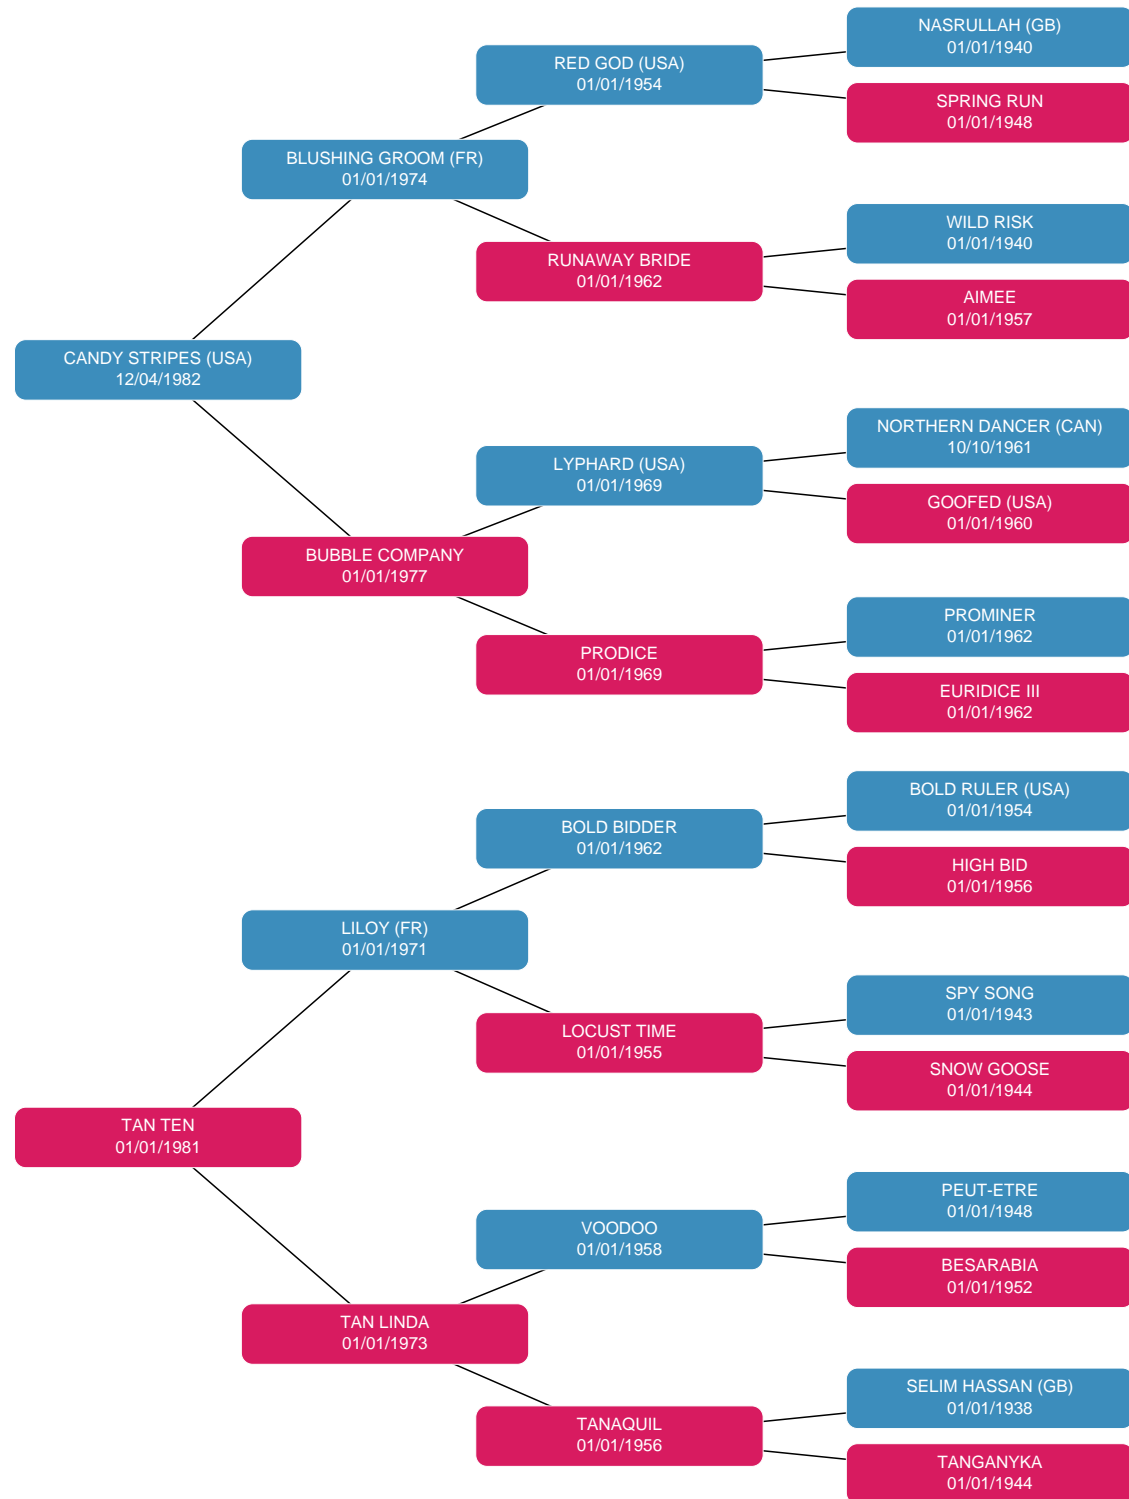 NASRULLAH (GB)
01/01/1940
RED GOD (USA)
01/01/1954
SPRING RUN
01/01/1948
BLUSHING GROOM (FR)
01/01/1974
WILD RISK
01/01/1940
RUNAWAY BRIDE
01/01/1962
AIMEE
01/01/1957
CANDY STRIPES (USA)
12/04/1982
NORTHERN DANCER (CAN)
10/10/1961
LYPHARD (USA)
01/01/1969
GOOFED (USA)
01/01/1960
BUBBLE COMPANY
01/01/1977
PROMINER
01/01/1962
PRODICE
01/01/1969
EURIDICE III
01/01/1962
BOLD RULER (USA)
01/01/1954
BOLD BIDDER
01/01/1962
HIGH BID
01/01/1956
LILOY (FR)
01/01/1971
SPY SONG
01/01/1943
LOCUST TIME
01/01/1955
SNOW GOOSE
01/01/1944
TAN TEN
01/01/1981
PEUT-ETRE
01/01/1948
VOODOO
01/01/1958
BESARABIA
01/01/1952
TAN LINDA
01/01/1973
SELIM HASSAN (GB)
01/01/1938
TANAQUIL
01/01/1956
TANGANYKA
01/01/1944